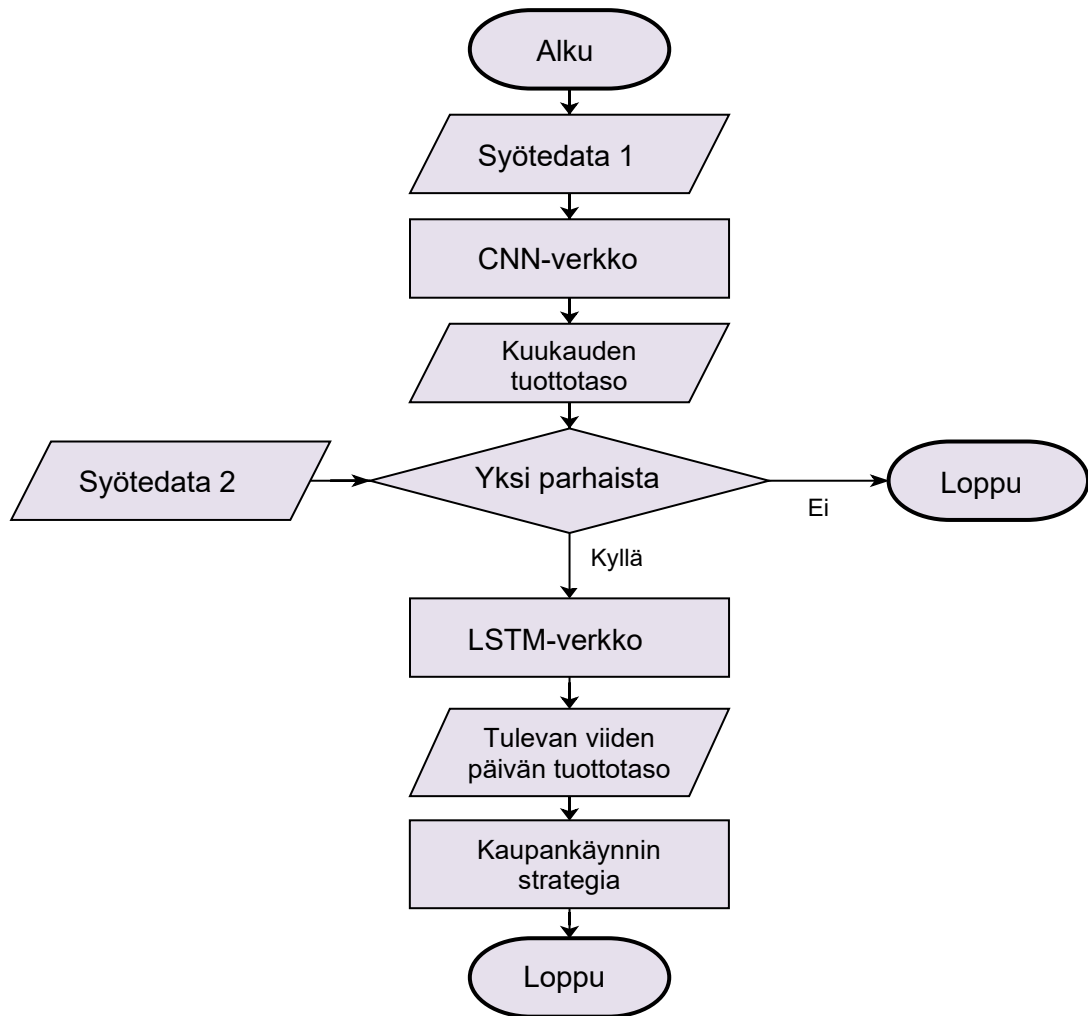 Alku
Syötedata 1
CNN-verkko
Kuukauden
tuottotaso
Syötedata 2
Yksi parhaista
Loppu
Ei
Kyllä
LSTM-verkko
Tulevan viiden
päivän tuottotaso
Kaupankäynnin
strategia
Loppu